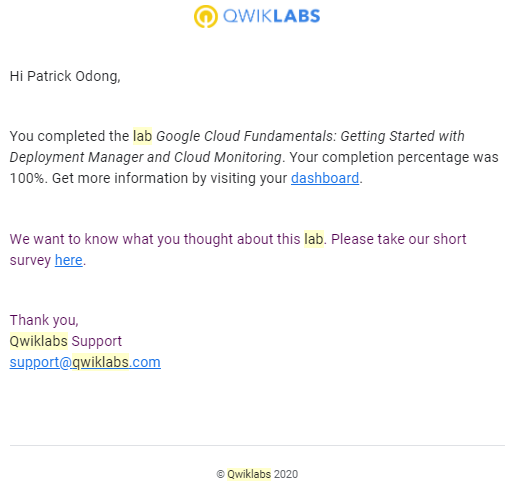 QWIKLABS
Hi Patrick Odong,
You completed the lab Google Cloud Fundamentals: Getting Started with
Deployment Manager and Cloud Monitoring. Your completion percentage was
100%. Get more information by visiting your dashboard.
We want to know what you thought about this lab. Please take our short
survey here.
Thank you,
Qwiklabs Support
support@qwiklabs.com
© Qwiklabs 2020